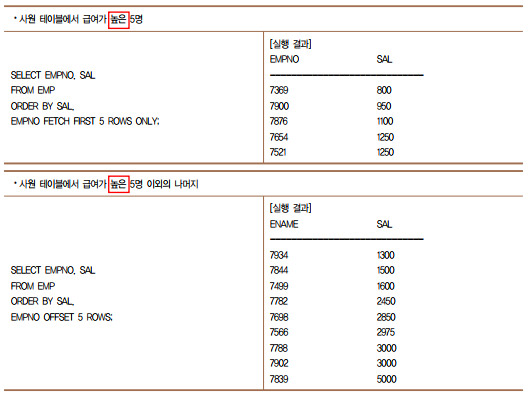 • 사원 테이블에서 급여가 높은 5명
SELECT EMPNO, SAL
FROM EMP
ORDER BY SAL,
EMPNO FETCH FIRST 5 ROWS ONLY;
[실행 결과]
EMPNO SAL
7369 800
7900 950
7876 1100
7654 1250
7521 1250
• 사원 테이블에서 급여가 높은 5명 이외의 나머지
SELECT EMPNO, SAL
FROM EMP
ORDER BY SAL,
EMPNO OFFSET 5 ROWS;
[실행 결과]
ENAME SAL
7934 1300
7844 1500
7499 1600
7782 2450
7698 2850
7566 2975
7788 3000
7902 3000
7839 5000